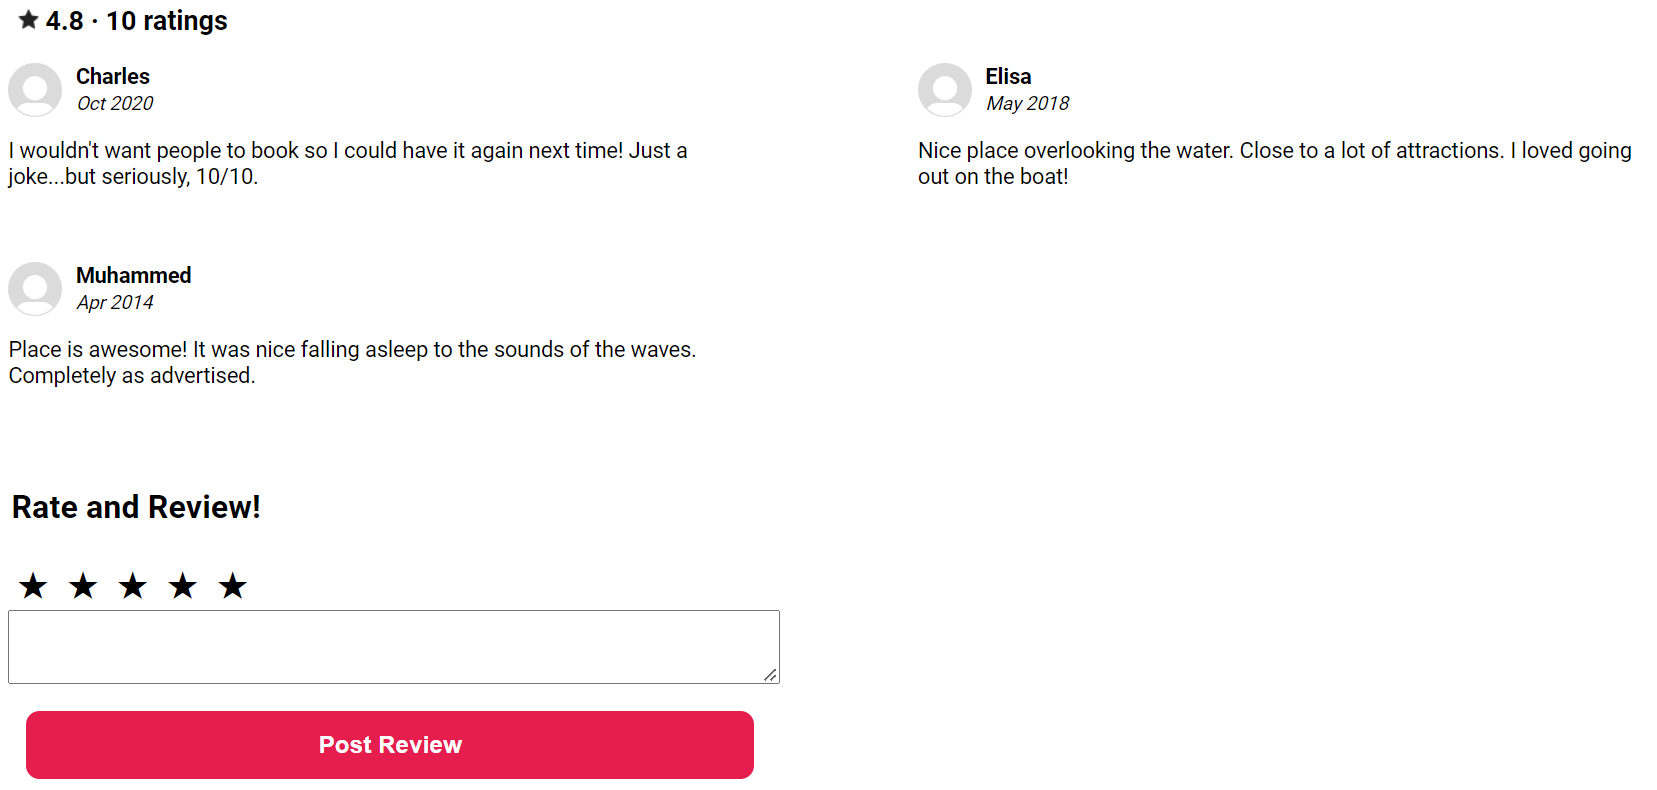 ★ 4.8 · 10 ratings
Charles
Oct 2020
I wouldn't want people to book so I could have it again next time! Just a
joke...but seriously, 10/10.
Elisa
May 2018
Nice place overlooking the water. Close to a lot of attractions. I loved going
out on the boat!
Muhammed
Apr 2014
Place is awesome! It was nice falling asleep to the sounds of the waves.
Completely as advertised.
Rate and Review!
★ ★ ★ ★ ★
Post Review